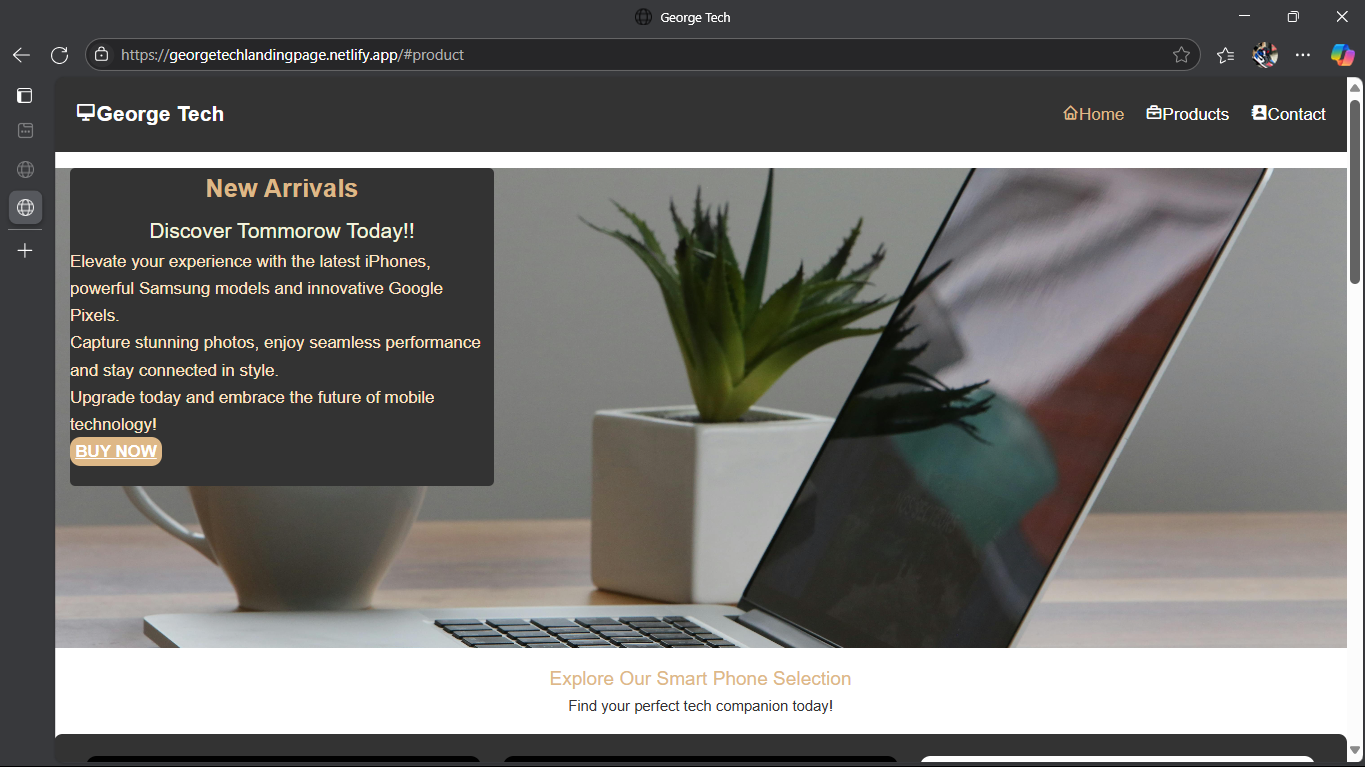 George Tech
https://georgetechlandingpage.netlify.app/#product
George Tech
Home Products Contact
New Arrivals
Discover Tommorow Today!!
Elevate your experience with the latest iPhones,
powerful Samsung models and innovative Google
Pixels.
Capture stunning photos, enjoy seamless performance
and stay connected in style.
Upgrade today and embrace the future of mobile
technology!
BUY NOW
Explore Our Smart Phone Selection
Find your perfect tech companion today!